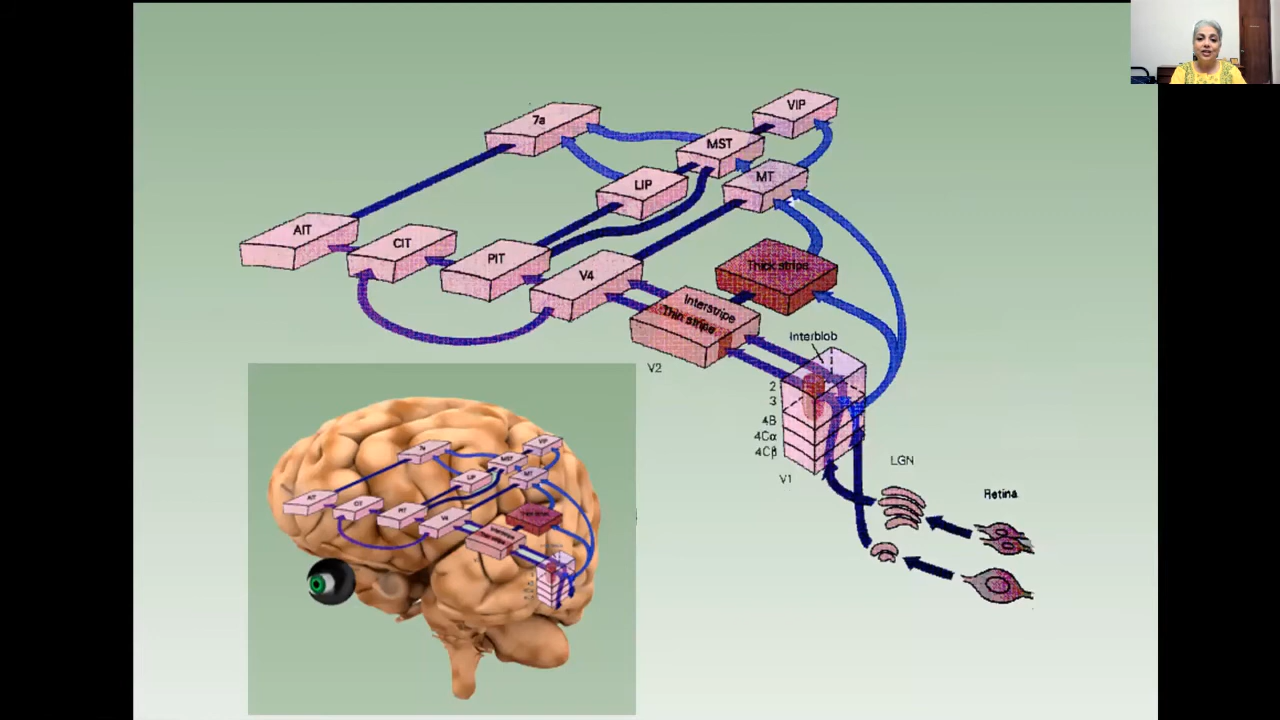 VIP
7a
MST
MT
LIP
AIT
CIT
PIT
V4
Thick stripe
Interstripe
Thin stripe
Interblob
V2
2
3
4B
4Cα
4Cβ
V1
LGN
Retina